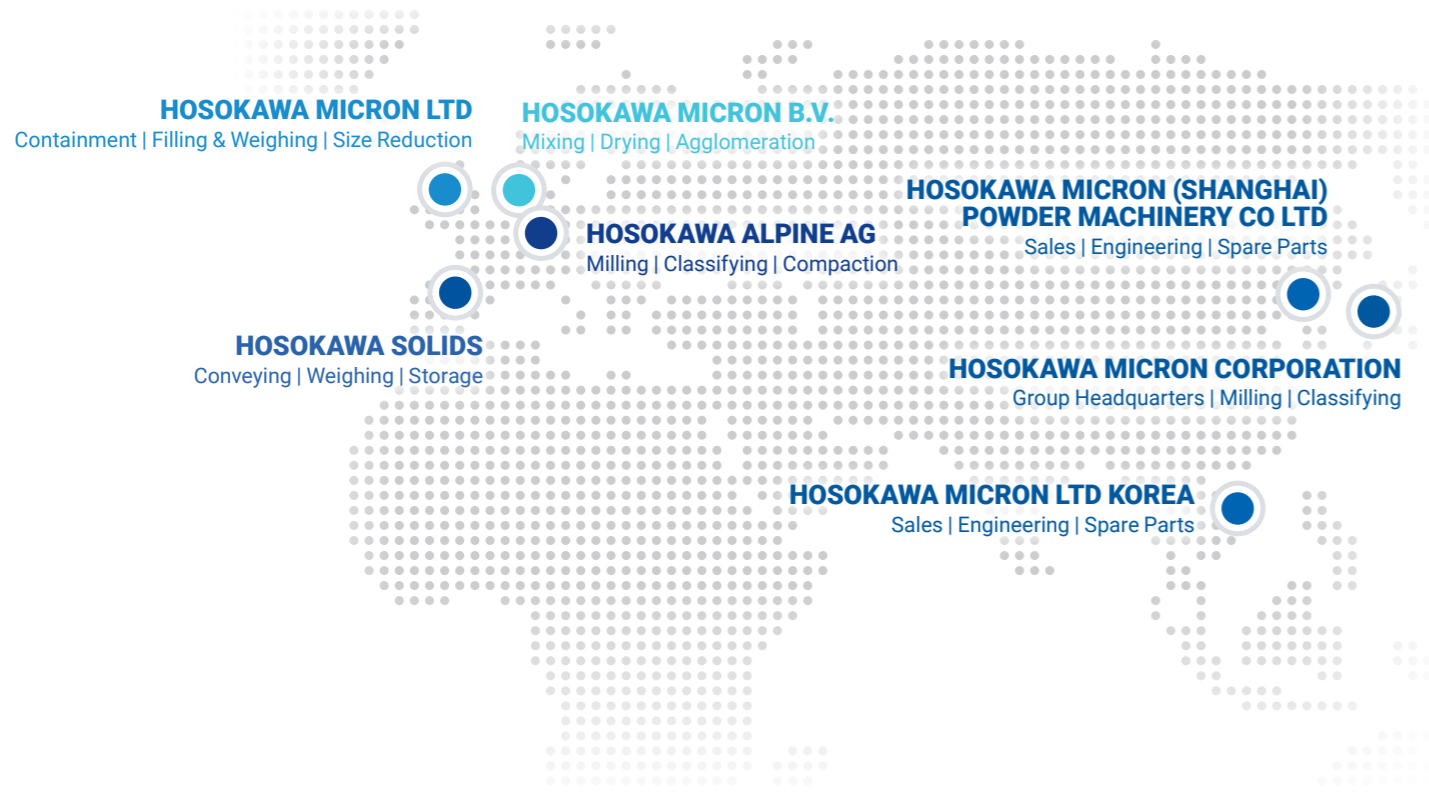 HOSOKAWA MICRON LTD
Containment | Filling & Weighing | Size Reduction
HOSOKAWA MICRON B.V.
Mixing | Drying | Agglomeration
HOSOKAWA MICRON (SHANGHAI)
POWDER MACHINERY CO LTD
Sales | Engineering | Spare Parts
HOSOKAWA ALPINE AG
Milling | Classifying | Compaction
HOSOKAWA SOLIDS
Conveying | Weighing | Storage
HOSOKAWA MICRON CORPORATION
Group Headquarters | Milling | Classifying
HOSOKAWA MICRON LTD KOREA
Sales | Engineering | Spare Parts